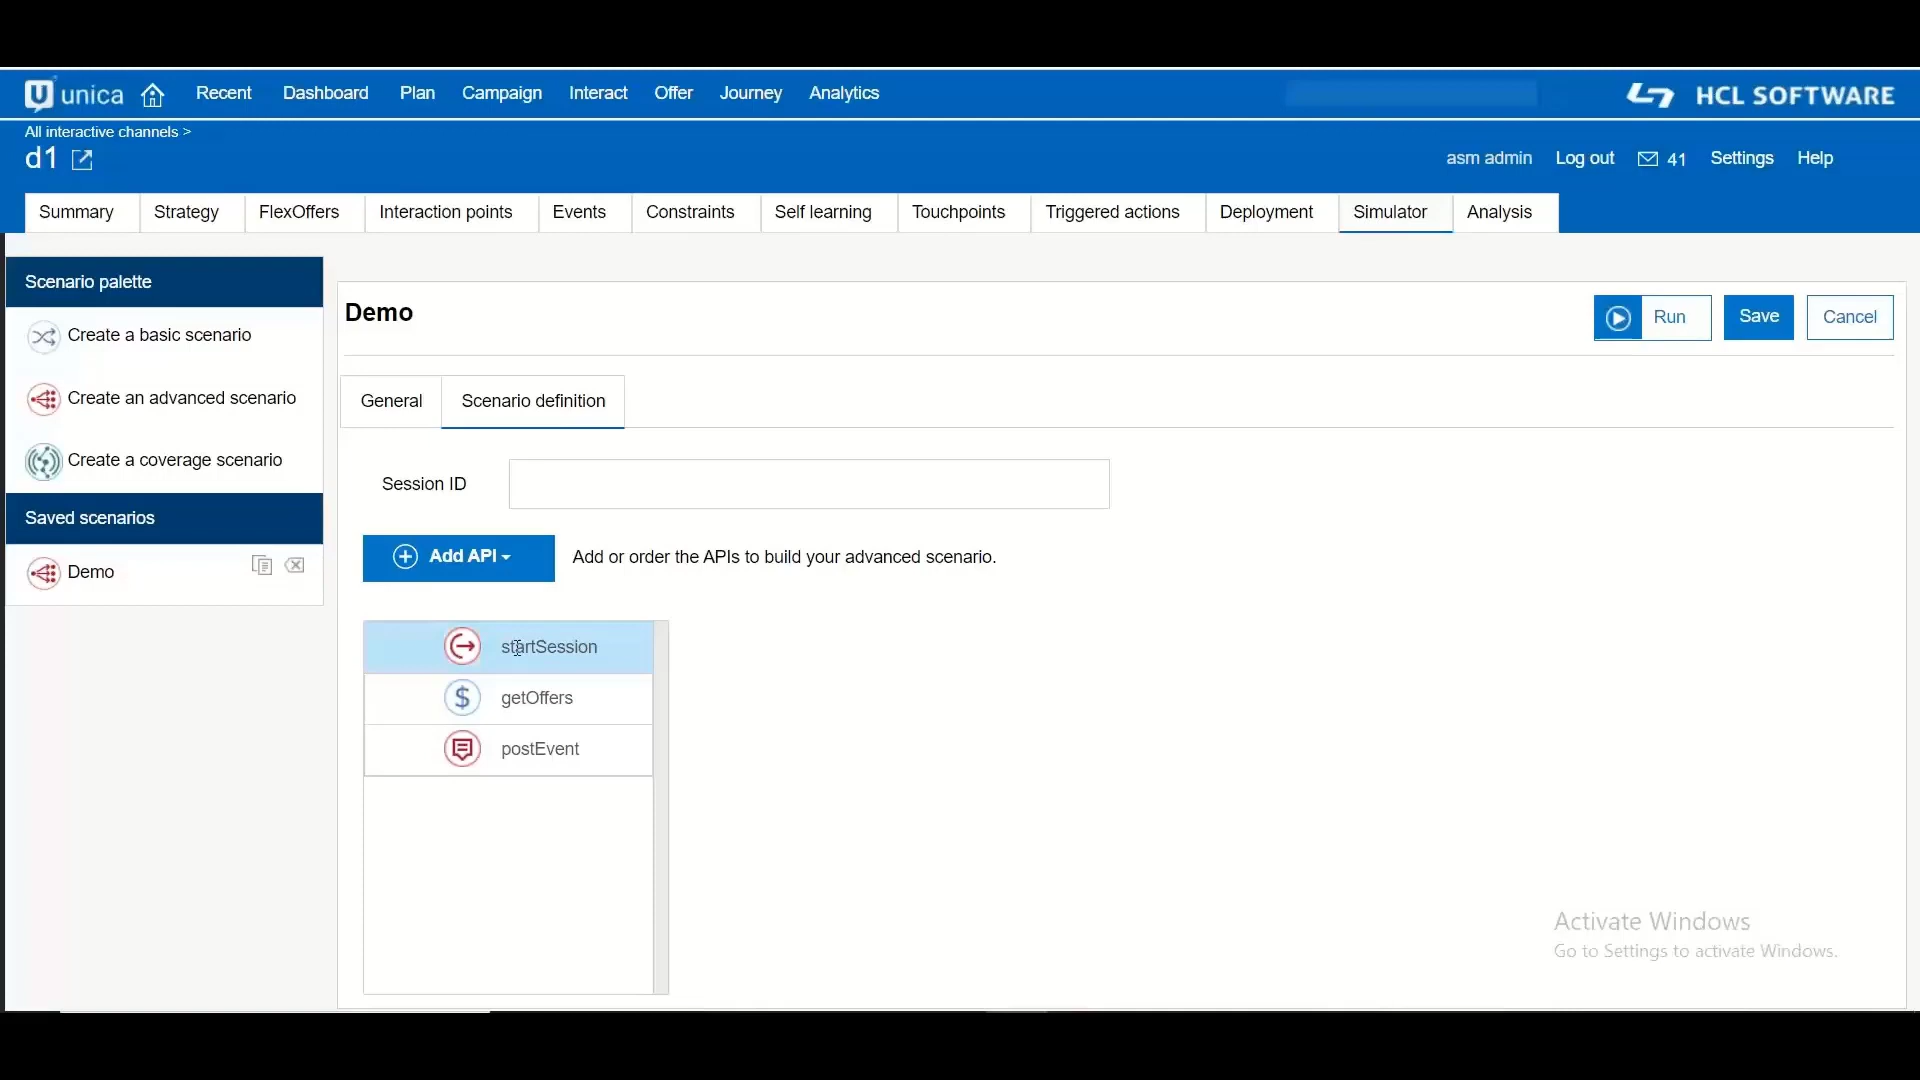 unica Recent Dashboard Plan Campaign Interact Offer Journey Analytics HCL SOFTWARE
All interactive channels >
d1 asm admin Log out 41 Settings Help
Summary Strategy FlexOffers Interaction points Events Constraints Self learning Touchpoints Triggered actions Deployment Simulator Analysis
Scenario palette
Create a basic scenario
Create an advanced scenario
Create a coverage scenario
Saved scenarios
Demo
Demo
Run Save Cancel
General Scenario definition
Session ID
Add API Add or order the APIs to build your advanced scenario.
startSession
getOffers
postEvent
Activate Windows
Go to Settings to activate Windows.